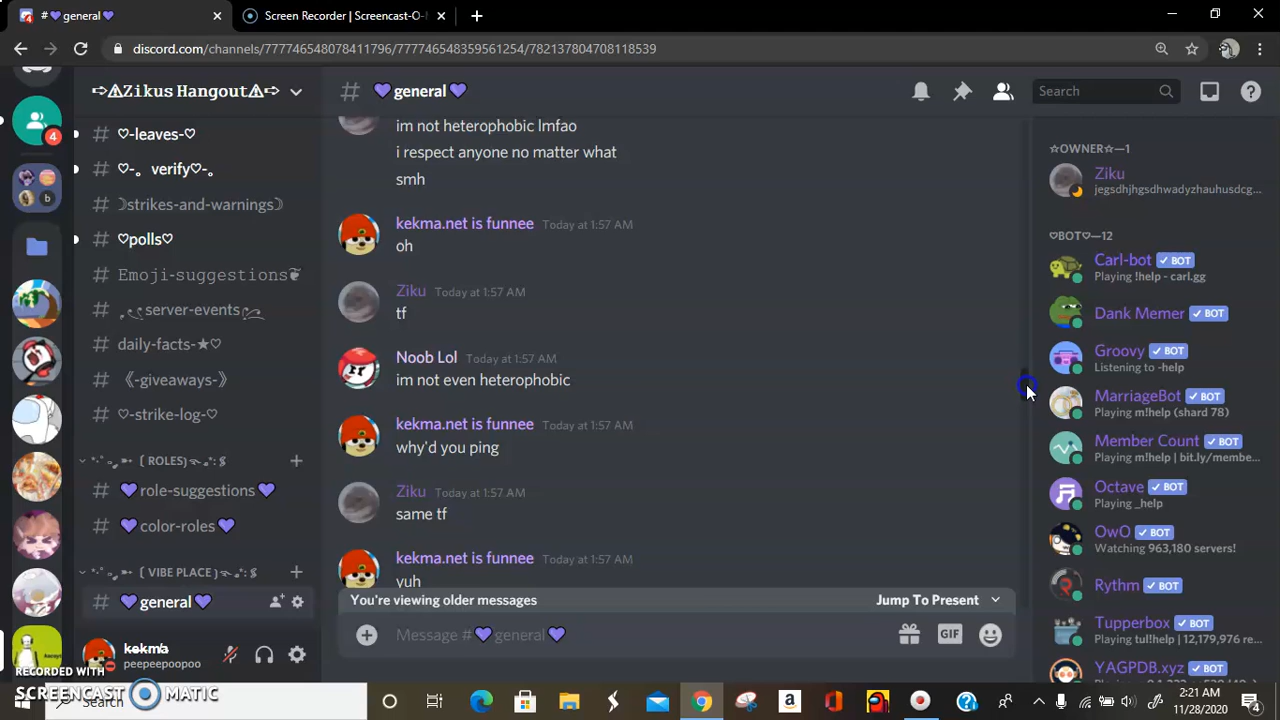 # 💜general💜
Screen Recorder | Screencast-O-
discord.com/channels/777746548078411796/777746548359561254/782137804708118539
➪⚠Zikus Hangout⚠➪
# 💜general💜
Search
4
# ♡-leaves-♡
# ♡-。verify♡-。
# ☽strikes-and-warnings☽
# ♡polls♡
# Emoji-suggestions❦
# server-events
# daily-facts-★♡
# 《-giveaways-》
# ♡-strike-log-♡
( ROLES)
# 💜role-suggestions💜
# 💜color-roles💜
( VIBE PLACE )
# 💜general💜
kekma
peepeepoopoo
im not heterophobic lmfao
i respect anyone no matter what
smh
kekma.net is funnee Today at 1:57 AM
oh
Ziku Today at 1:57 AM
tf
Noob Lol Today at 1:57 AM
im not even heterophobic
kekma.net is funnee Today at 1:57 AM
why'd you ping
Ziku Today at 1:57 AM
same tf
kekma.net is funnee Today at 1:57 AM
yuh
You're viewing older messages
Jump To Present
Message #💜general💜
GIF
☆OWNER☆—1
Ziku
jegsdhjhgsdhwadyzhauhusdcg...
♡BOT♡—12
Carl-bot ✓ BOT
Playing !help - carl.gg
Dank Memer ✓ BOT
Groovy ✓ BOT
Listening to -help
MarriageBot ✓ BOT
Playing m!help (shard 78)
Member Count ✓ BOT
Playing m!help | bit.ly/membe...
Octave ✓ BOT
Playing _help
OwO ✓ BOT
Watching 963,180 servers!
Rythm ✓ BOT
Tupperbox ✓ BOT
Playing tul!help | 12,179,976 re...
YAGPDB.xyz ✓ BOT
RECORDED WITH
SCREENCAST MATIC
Search
2:21 AM
11/28/2020
4